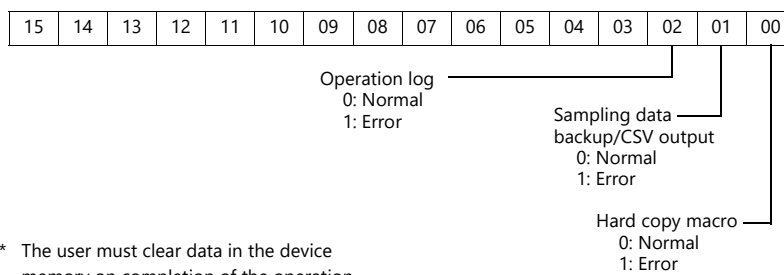 15 14 13 12 11 10 09 08 07 06 05 04 03 02 01 00
Operation log
0: Normal
1: Error
Sampling data
backup/CSV output
0: Normal
1: Error
Hard copy macro
0: Normal
1: Error
* The user must clear data in the device
memory on completion of the operation